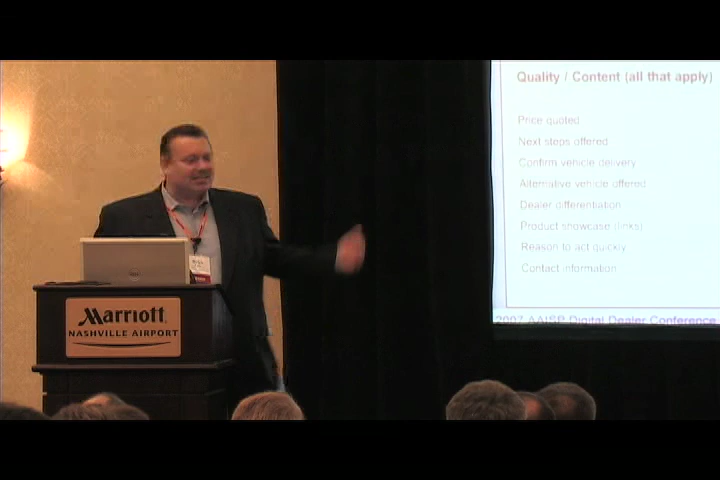 Quality / Content (all that apply)
Price quoted
Next steps offered
Confirm vehicle delivery
Alternative vehicle offered
Dealer differentiation
Product showcase (links)
Reason to act quickly
Contact information
2007 AAISP Digital Dealer Conference
Marriott
NASHVILLE AIRPORT